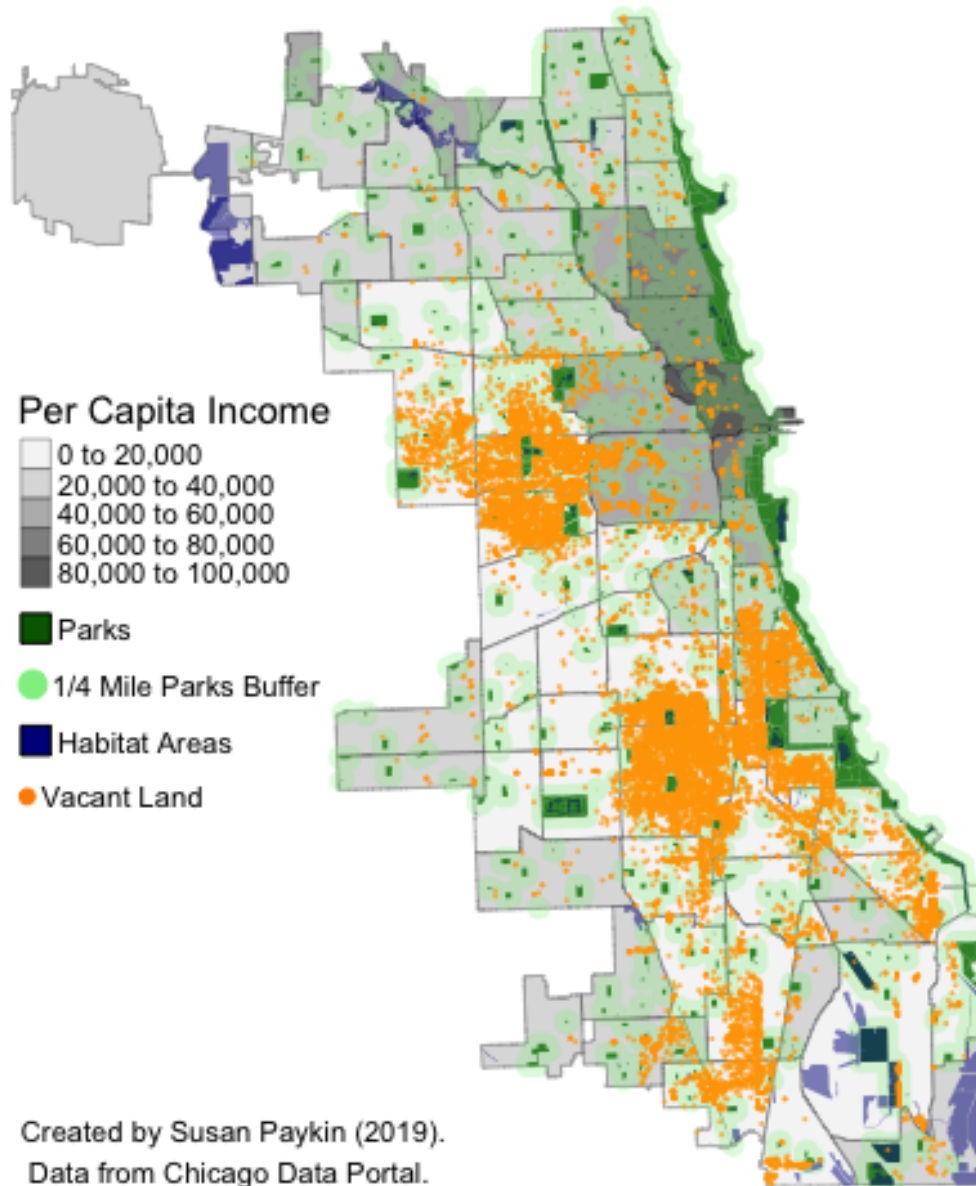 Per Capita Income
0 to 20,000
20,000 to 40,000
40,000 to 60,000
60,000 to 80,000
80,000 to 100,000
Parks
1/4 Mile Parks Buffer
Habitat Areas
Vacant Land
Created by Susan Paykin (2019).
Data from Chicago Data Portal.